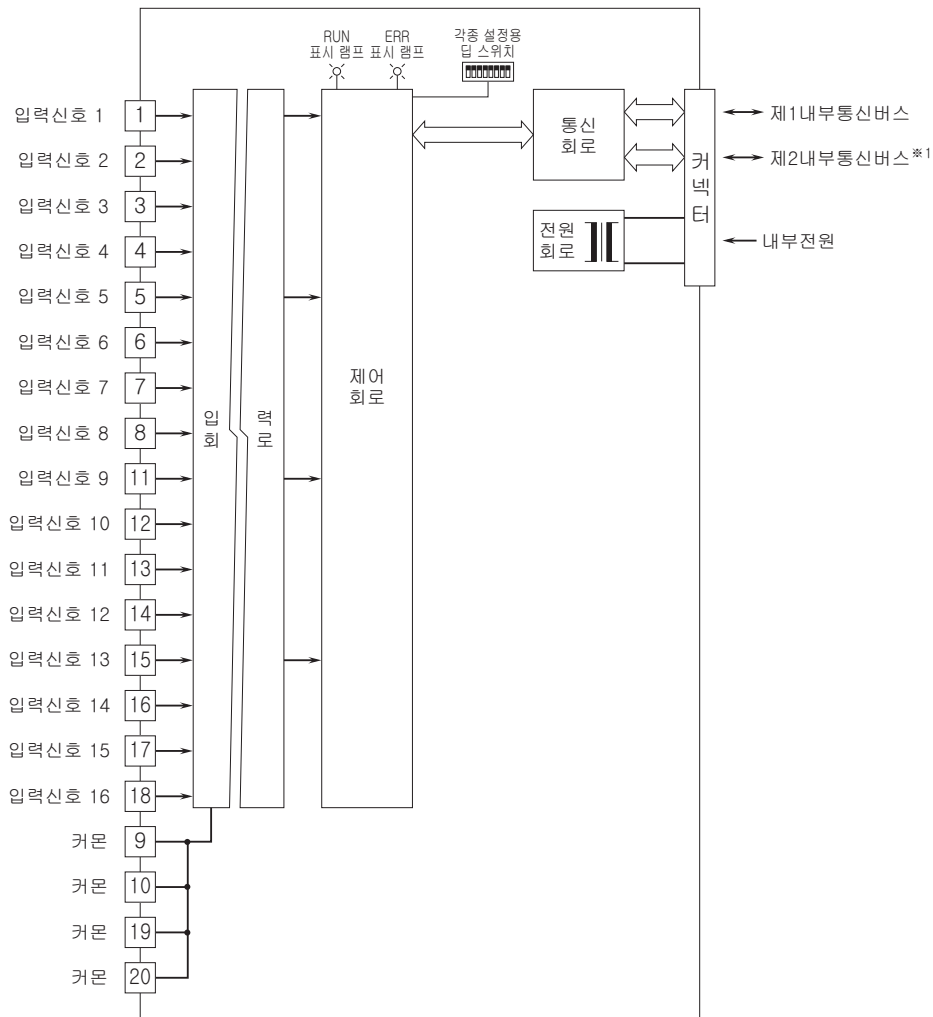 RUN
표시 램프
ERR
표시 램프
각종 설정용
딥 스위치
입력신호 1
1
입력신호 2
2
입력신호 3
3
입력신호 4
4
입력신호 5
5
입력신호 6
6
입력신호 7
7
입력신호 8
8
입력신호 9
11
입력신호 10
12
입력신호 11
13
입력신호 12
14
입력신호 13
15
입력신호 14
16
입력신호 15
17
입력신호 16
18
커몬
9
커몬
10
커몬
19
커몬
20
입 력
회 로
제어
회로
통신
회로
전원
회로
커
넥
터
제1내부통신버스
제2내부통신버스※1
내부전원